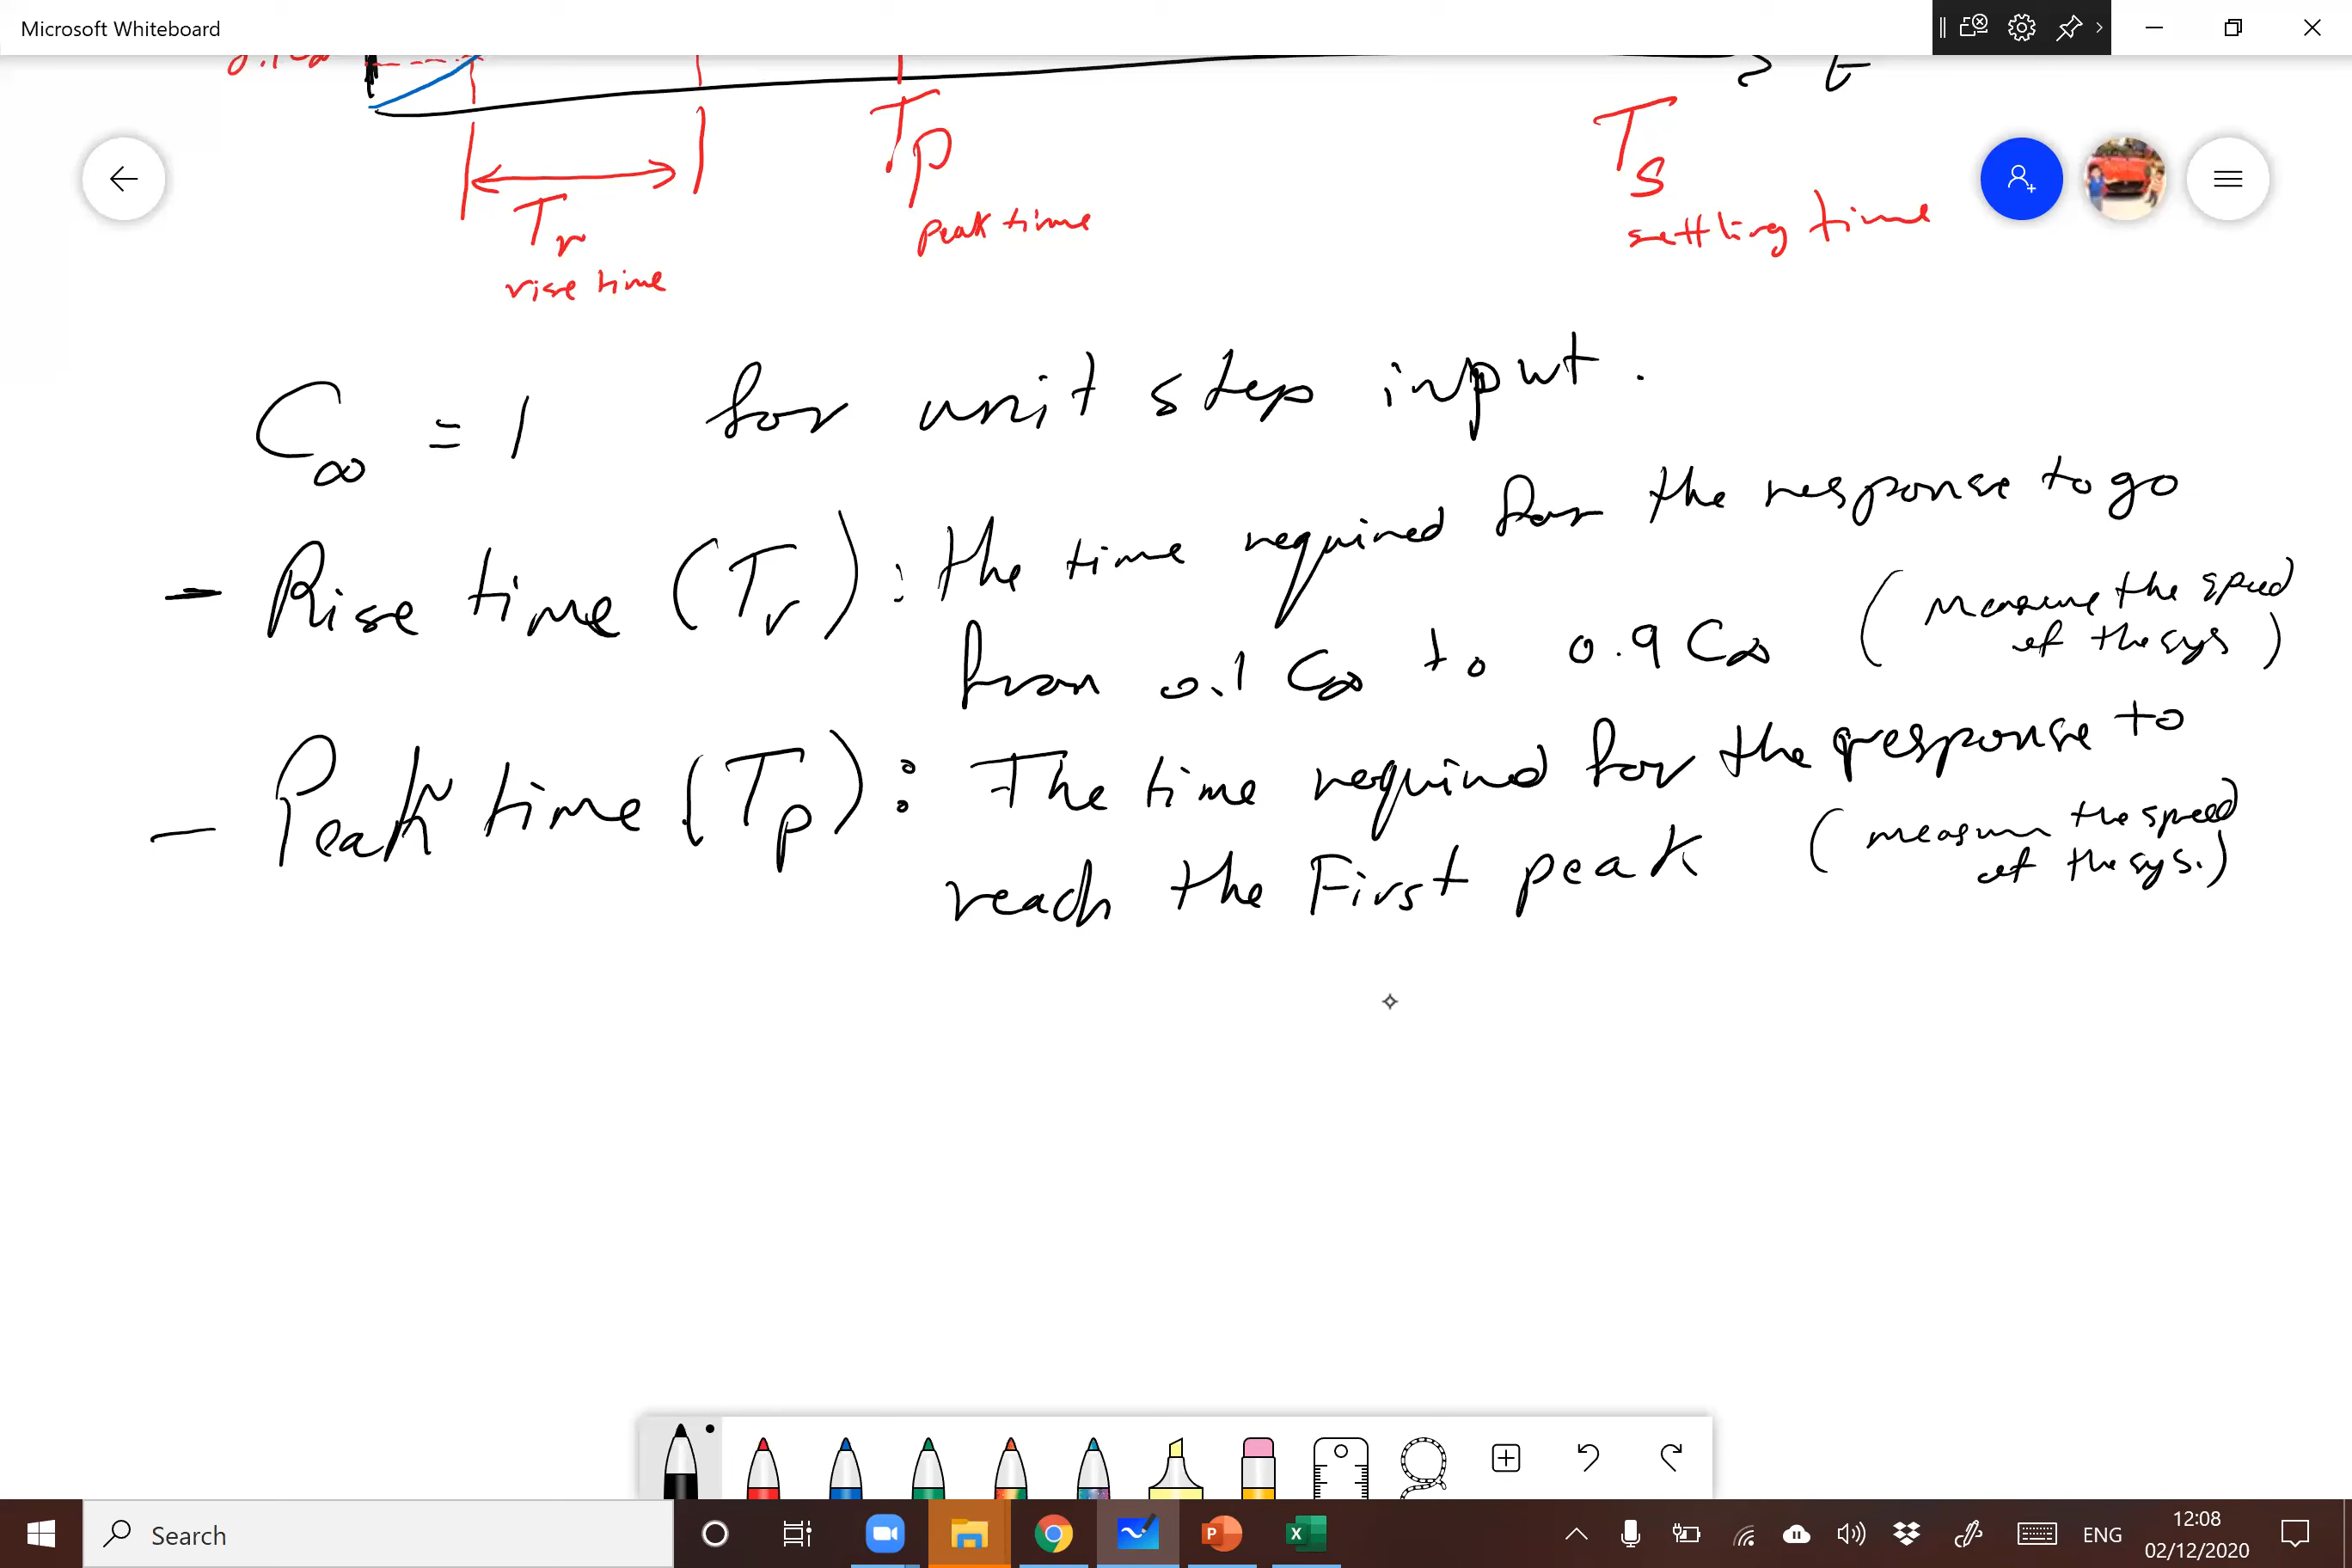 Microsoft Whiteboard
t
Tp
Ts
Tr
peak time
settling time
rise time
C∞ = 1 for unit step input.
- Rise time (Tr) : the time required for the response to go
from 0.1 C∞ to 0.9 C∞ (measure the speed
of the sys)
- Peak time (Tp) : The time required for the response to
reach the First peak (measure the speed
of the sys.)
Search
ENG
12:08
02/12/2020